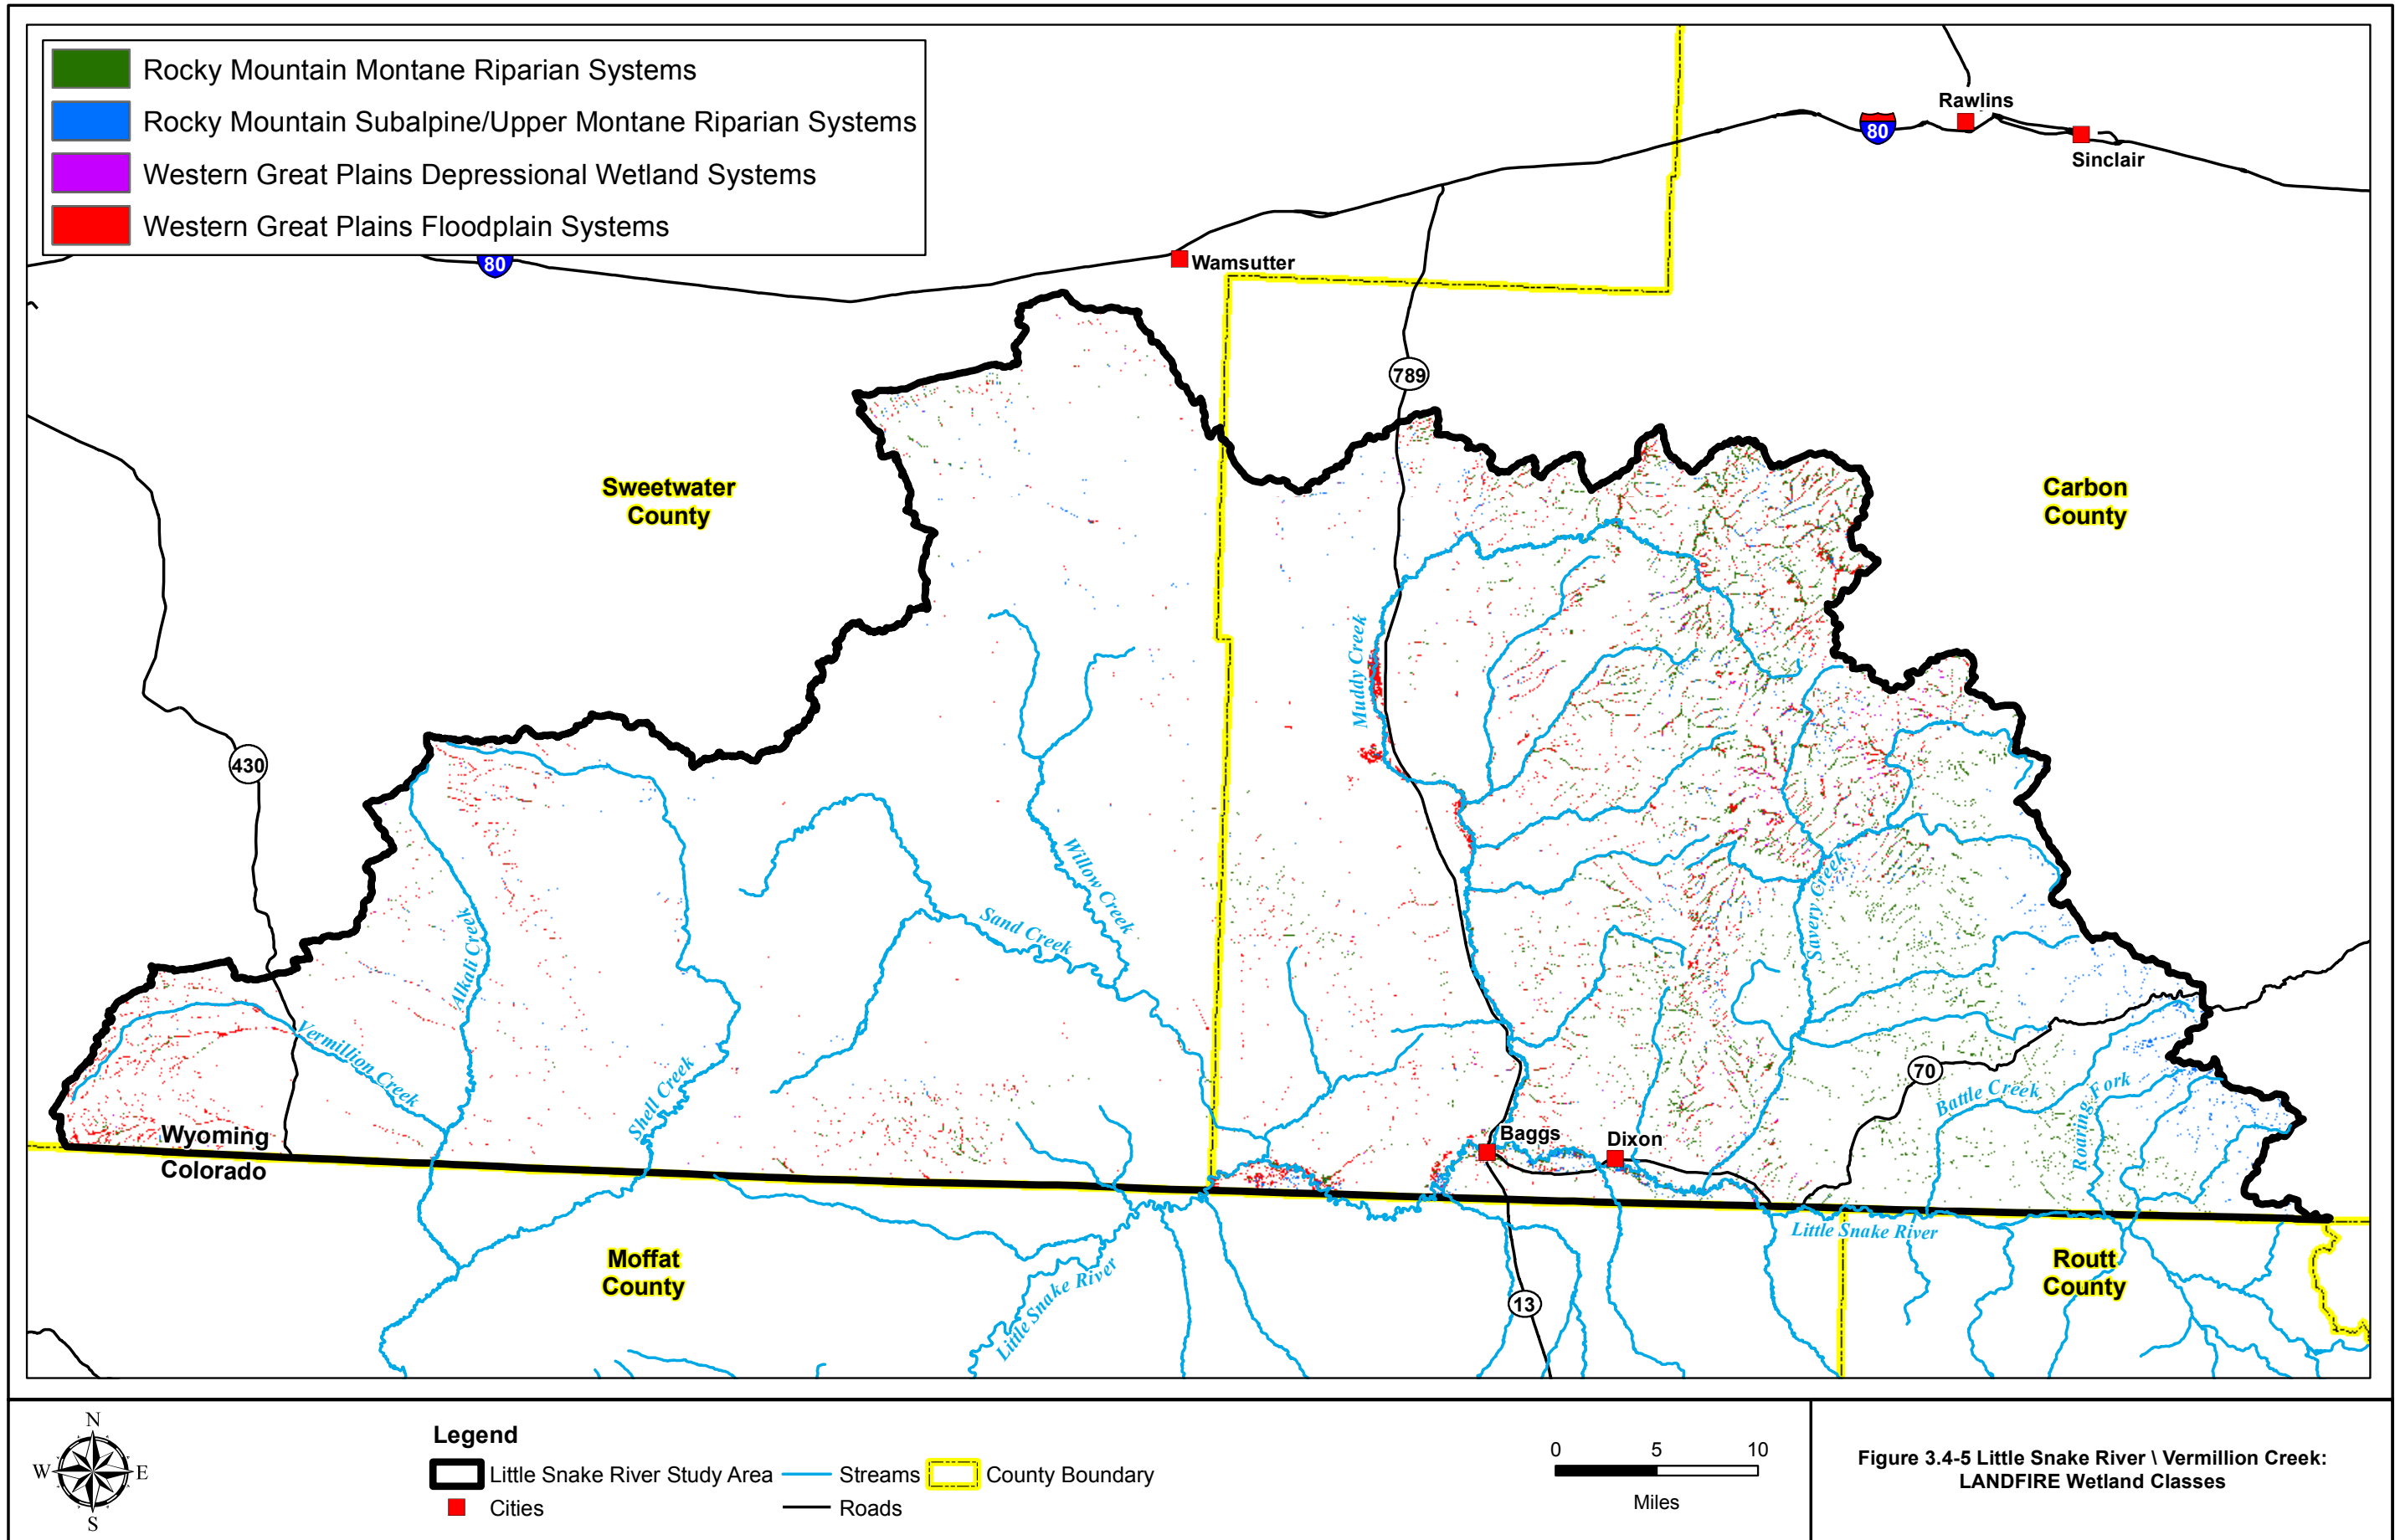 Rocky Mountain Montane Riparian Systems
Rocky Mountain Subalpine/Upper Montane Riparian Systems
Western Great Plains Depressional Wetland Systems
Western Great Plains Floodplain Systems
Rawlins
80
Sinclair
80
Wamsutter
789
Sweetwater
County
Carbon
County
Muddy Creek
430
Willow Creek
Sand Creek
Alkali Creek
Savery Creek
Vermillion Creek
Shell Creek
70
Battle Creek
Roaring Fork
Wyoming
Colorado
Baggs
Dixon
Little Snake River
Moffat
County
Little Snake River
13
Routt
County
N
W
E
S
Legend
Little Snake River Study Area
Streams
County Boundary
Cities
Roads
0 5 10
Miles
Figure 3.4-5 Little Snake River \ Vermillion Creek:
LANDFIRE Wetland Classes